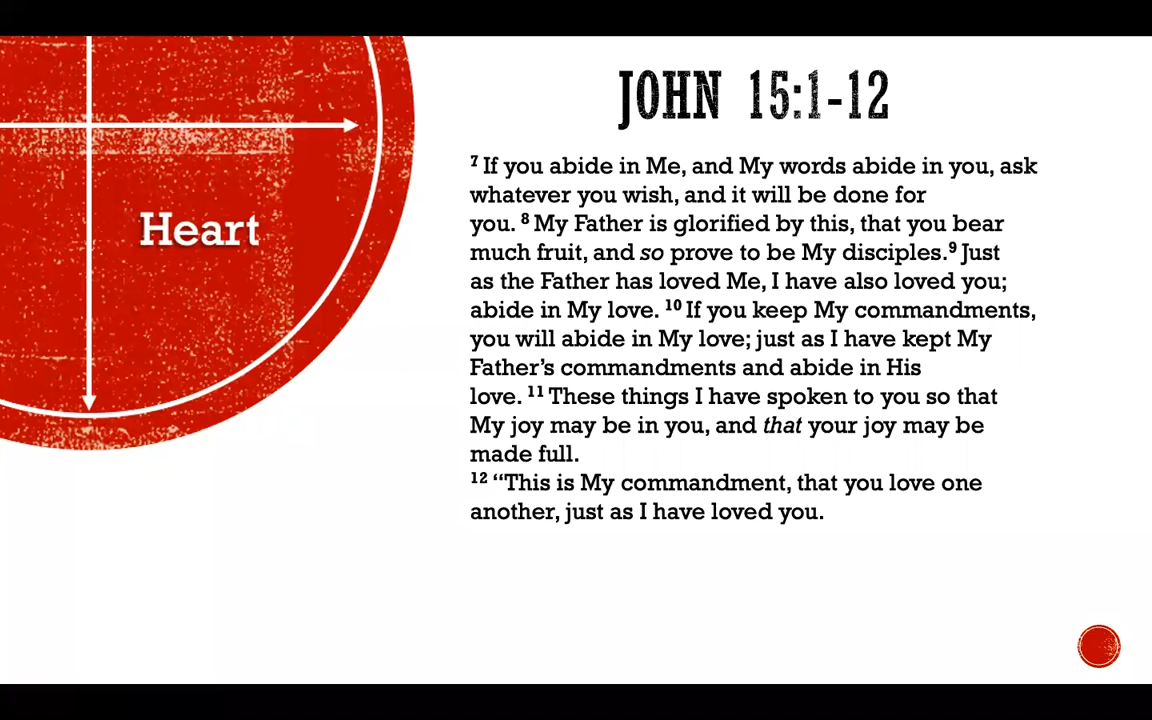 JOHN 15:1-12
Heart
7 If you abide in Me, and My words abide in you, ask
whatever you wish, and it will be done for
you. 8 My Father is glorified by this, that you bear
much fruit, and so prove to be My disciples.9 Just
as the Father has loved Me, I have also loved you;
abide in My love. 10 If you keep My commandments,
you will abide in My love; just as I have kept My
Father’s commandments and abide in His
love. 11 These things I have spoken to you so that
My joy may be in you, and that your joy may be
made full.
12 “This is My commandment, that you love one
another, just as I have loved you.